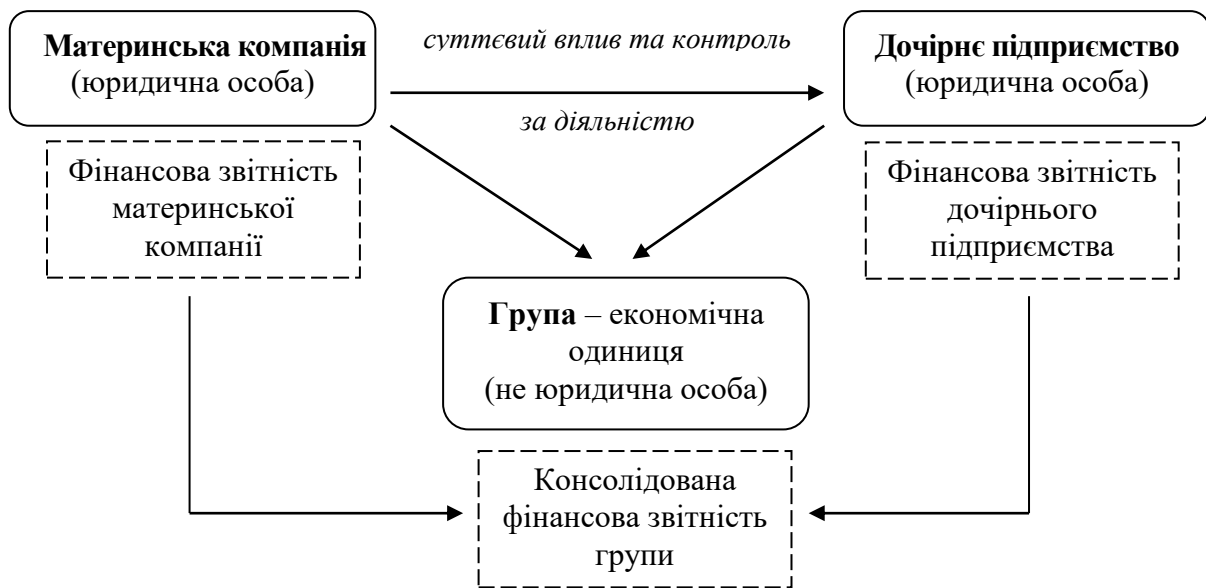 Материнська компанія
(юридична особа)
суттєвий вплив та контроль
за діяльністю
Дочірнє підприємство
(юридична особа)
Фінансова звітність
материнської
компанії
Фінансова звітність
дочірнього
підприємства
Група – економічна
одиниця
(не юридична особа)
Консолідована
фінансова звітність
групи